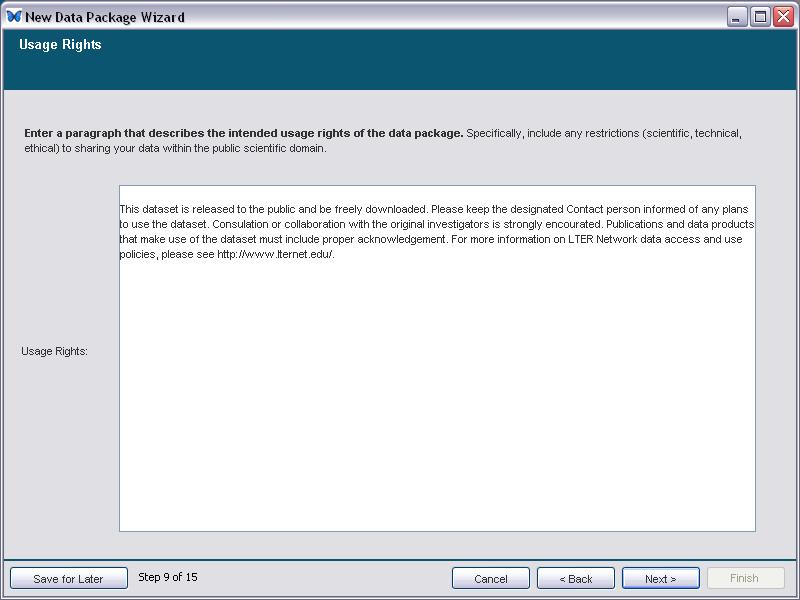 New Data Package Wizard
Usage Rights
Enter a paragraph that describes the intended usage rights of the data package. Specifically, include any restrictions (scientific, technical,
ethical) to sharing your data within the public scientific domain.
This dataset is released to the public and be freely downloaded. Please keep the designated Contact person informed of any plans
to use the dataset. Consulation or collaboration with the original investigators is strongly encourated. Publications and data products
that make use of the dataset must include proper acknowledgement. For more information on LTER Network data access and use
policies, please see http://www.lternet.edu/.
Usage Rights:
Save for Later
Step 9 of 15
Cancel
< Back
Next >
Finish